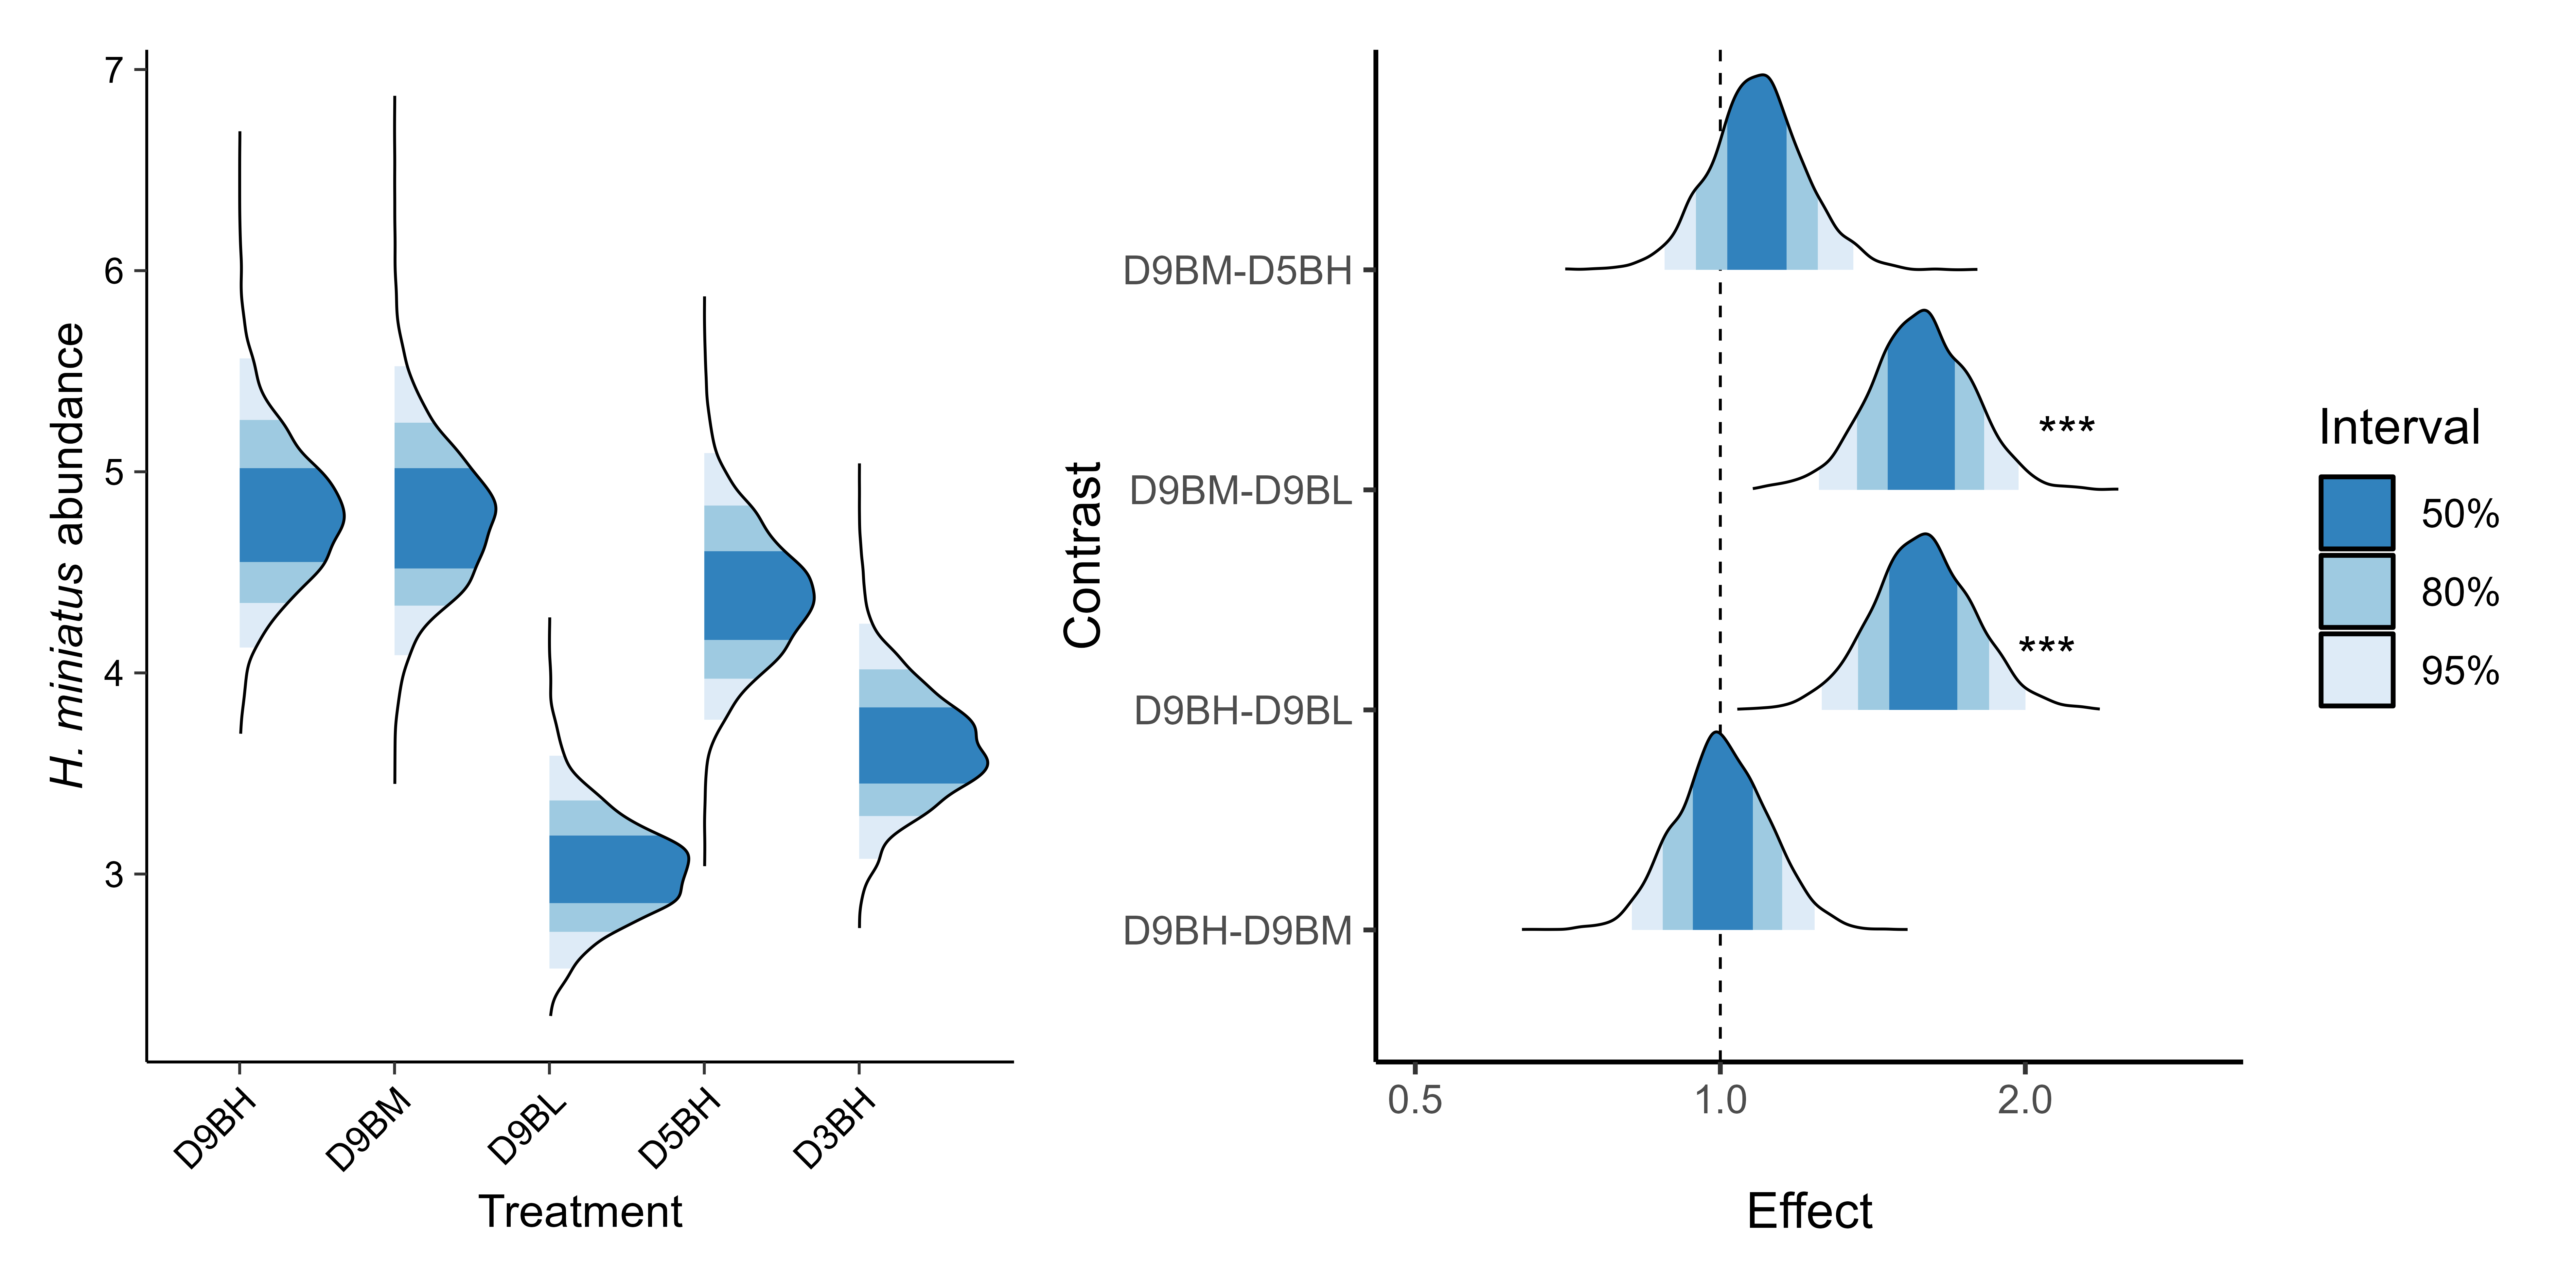 H. miniatus abundance
7
6
5
4
3
D9BH
D9BM
D9BL
D5BH
D3BH
Treatment
Contrast
D9BM-D5BH
D9BM-D9BL
***
D9BH-D9BL
***
D9BH-D9BM
0.5
1.0
2.0
Effect
Interval
50%
80%
95%